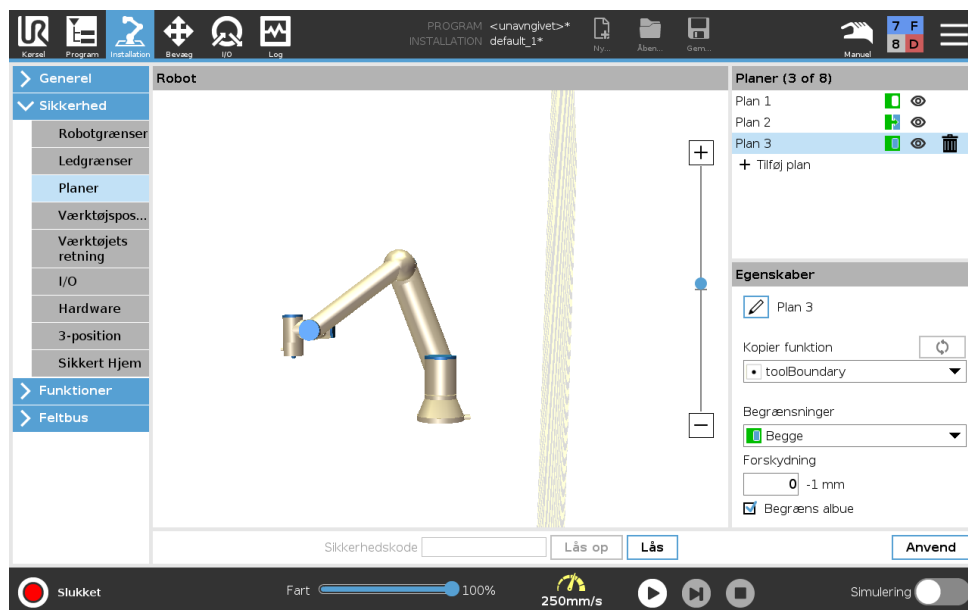 PROGRAM <unavngivet>*
INSTALLATION default_1*
Kørsel Program Installation Bevæg I/O Log Ny... Åben... Gem... Manuel
7 F
8 D
Generel
Sikkerhed
Robotgrænser
Ledgrænser
Planer
Værktøjspos...
Værktøjets
retning
I/O
Hardware
3-position
Sikkert Hjem
Funktioner
Feltbus
Robot
Planer (3 of 8)
Plan 1
Plan 2
Plan 3
Tilføj plan
Egenskaber
Plan 3
Kopier funktion
toolBoundary
Begrænsninger
Begge
Forskydning
0 -1 mm
Begræns albue
Sikkerhedskode Lås op Lås Anvend
Slukket Fart 100% 250mm/s Simulering